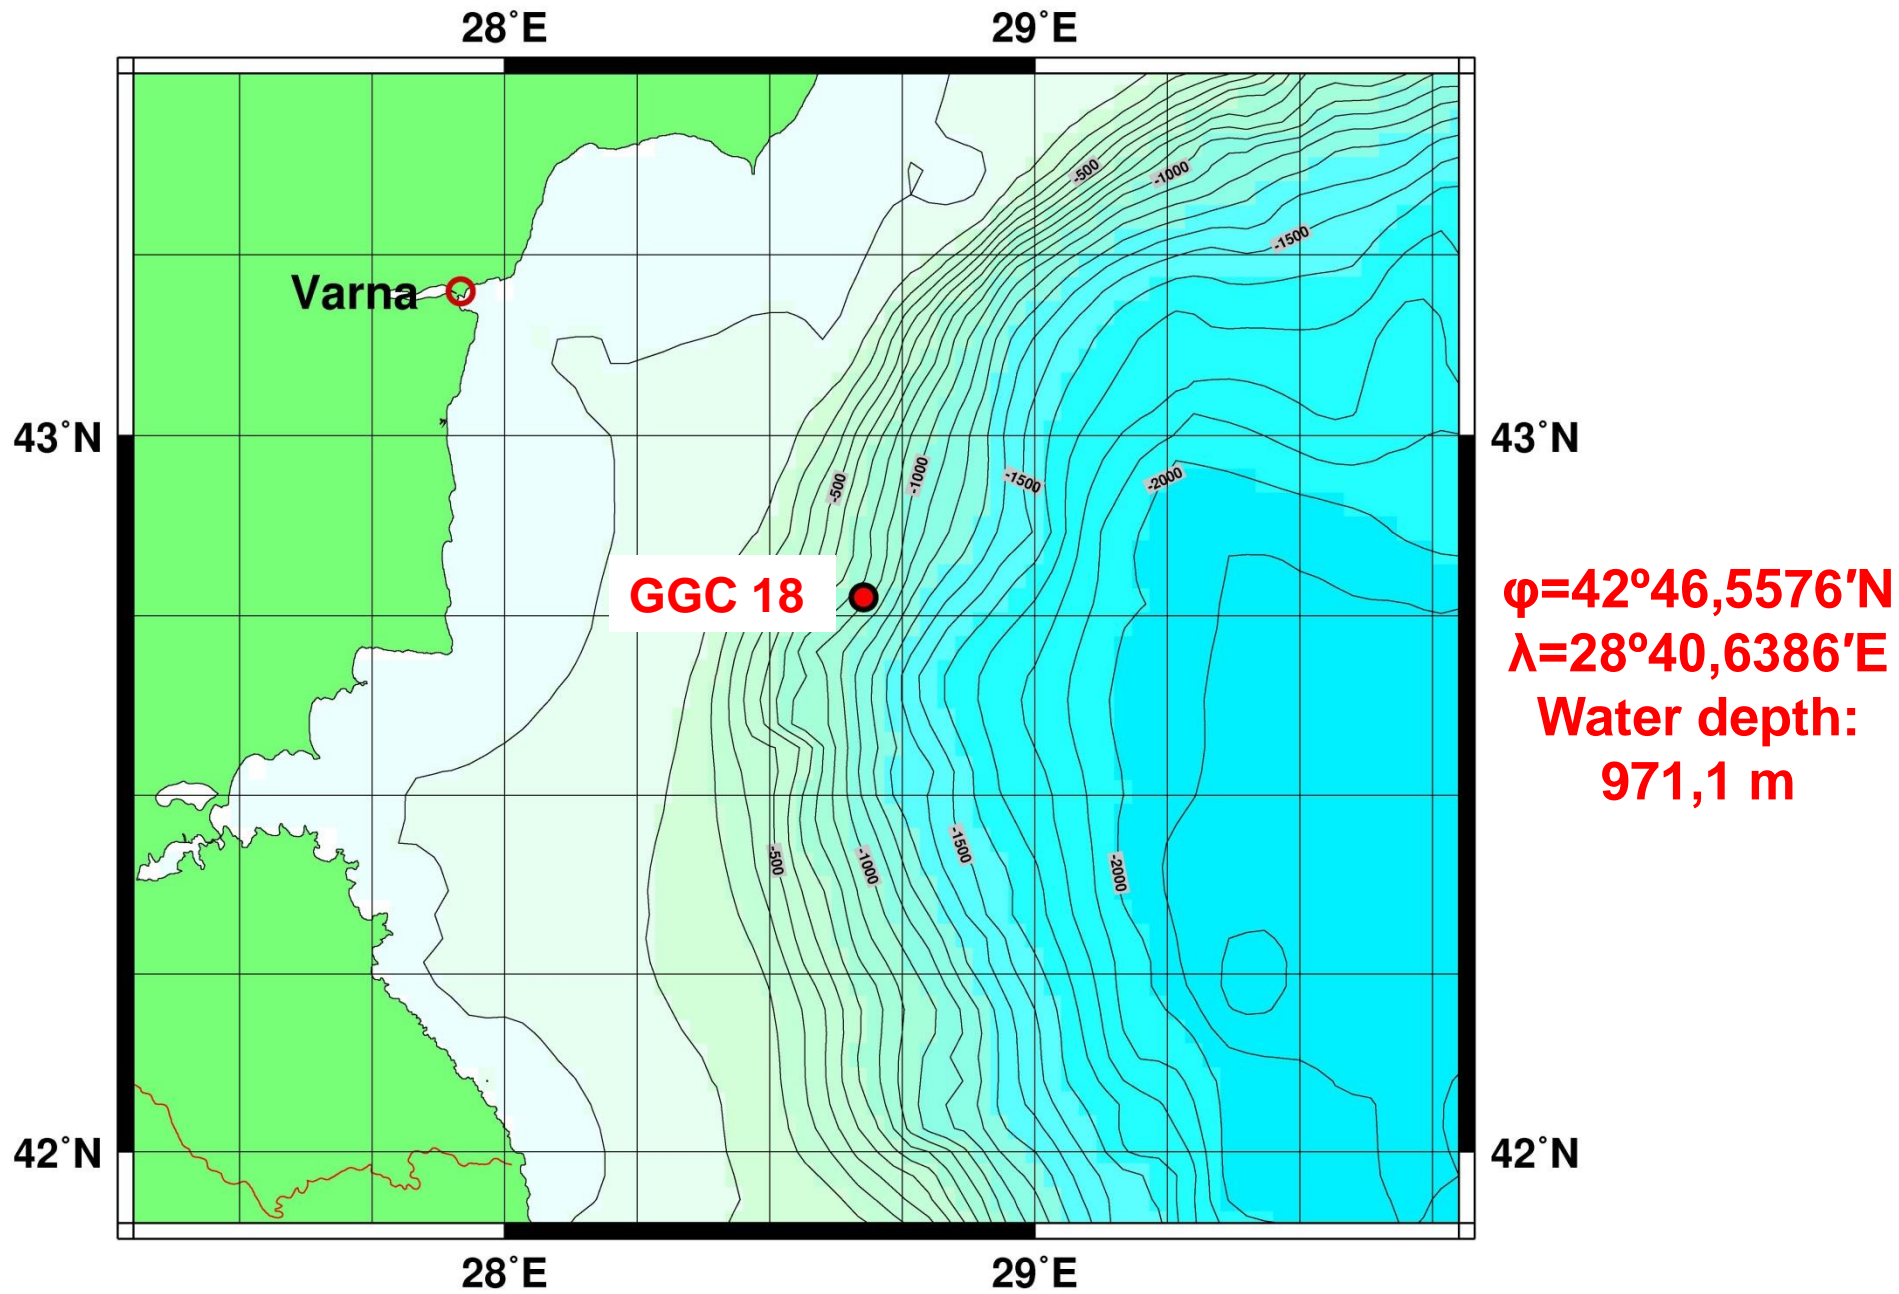 28°E 29°E
-500 -1000
-1500
Varna
43°N 43°N
-500 -1000 -1500 -2000
GGC 18
φ=42º46,5576′N
λ=28º40,6386′E
Water depth:
971,1 m
-500 -1000 -1500 -2000
42°N 42°N
28°E 29°E